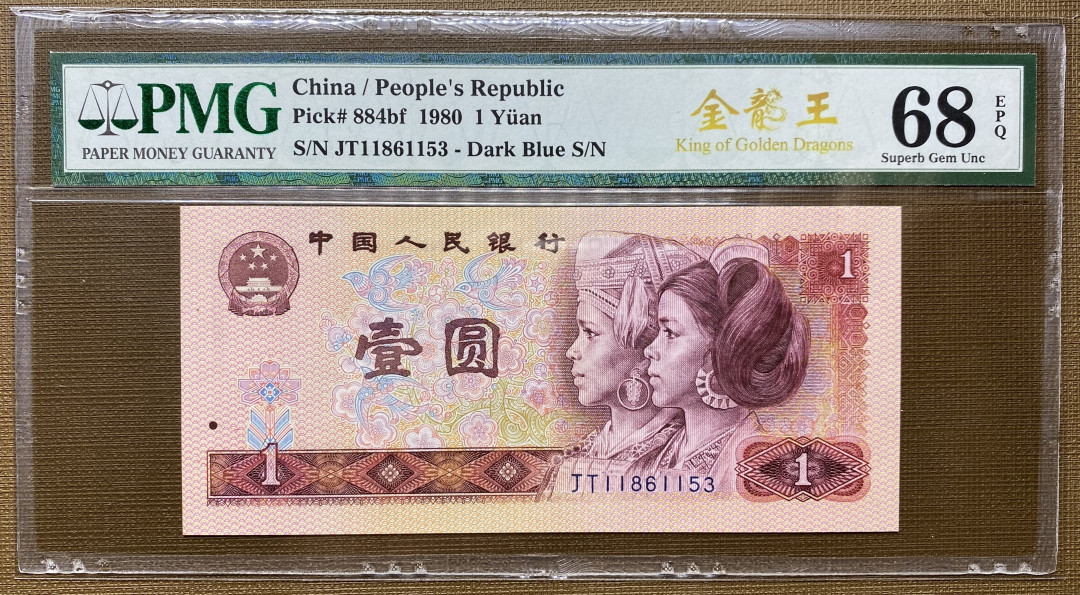 PMG
PAPER MONEY GUARANTY
China / People's Republic
Pick# 884bf 1980 1 Yüan
S/N JT11861153 - Dark Blue S/N
金龍王
King of Golden Dragons
68
EPQ
Superb Gem Unc
中国人民银行
1
壹圆
1
JT11861153
1